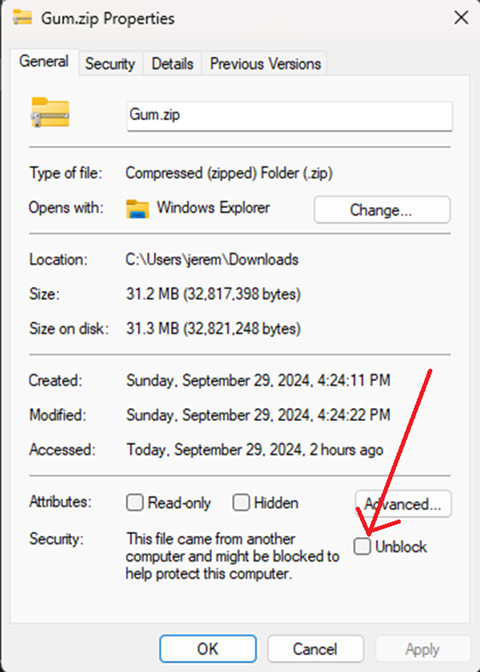 Gum.zip Properties
General Security Details Previous Versions
Gum.zip
Type of file: Compressed (zipped) Folder (.zip)
Opens with: Windows Explorer Change...
Location: C:\Users\jerem\Downloads
Size: 31.2 MB (32,817,398 bytes)
Size on disk: 31.3 MB (32,821,248 bytes)
Created: Sunday, September 29, 2024, 4:24:11 PM
Modified: Sunday, September 29, 2024, 4:24:22 PM
Accessed: Today, September 29, 2024, 2 hours ago
Attributes: Read-only Hidden Advanced...
Security: This file came from another
computer and might be blocked to Unblock
help protect this computer.
OK Cancel Apply